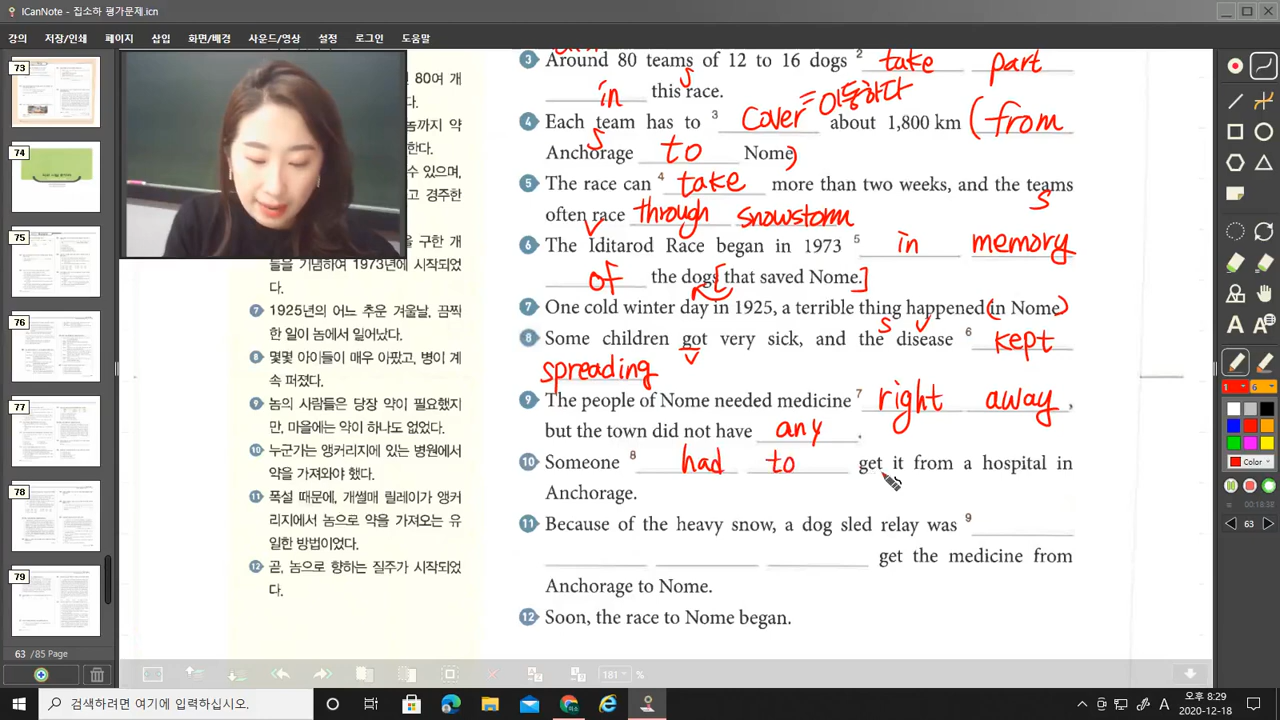 ICanNote - 집소하 평가문제.icn
강의 저장/인쇄 페이지 삽입 화면/배경 사운드/영상 설정 로그인 도움말
73
74
75
76
77
78
79
63 /85 Page
80여 개
다.
놈까지 약
한다.
수 있으며,
고 경주한
을 구한 개
들을 기념으로 1973년에 시작되었
다.
1925년의 어느 추운 겨울날, 끔찍
한 일이 놈에서 일어났다.
몇몇 아이들이 매우 아팠고, 병이 계
속 퍼졌다.
놈의 사람들은 당장 약이 필요했지
만, 마을에는 약이 하나도 없었다.
누군가는 앵커리지에 있는 병원에서
약을 가져와야 했다.
폭설 때문에, 개썰매 릴레이가 앵커
리지에서 놈으로 약을 가져오는 유
일한 방법이었다.
곧, 놈으로 향하는 질주가 시작되었
다.
3 Around 80 teams of 12 to 16 dogs 2 take part
s
in this race. = 이동하다
4 Each team has to 3 cover about 1,800 km (from
s
Anchorage to Nome)
5 The race can 4 take more than two weeks, and the teams
s
often race through snowstorm
v
6 The Iditarod Race began in 1973 5 in memory
of the dogs [that saved Nome.]
7 One cold winter day in 1925, a terrible thing happened (in Nome)
s v
8 Some children got very sick, and the disease 6 kept
v
spreading
9 The people of Nome needed medicine 7 right away ,
but the town did not have any .
10 Someone 8 had to get it from a hospital in
Anchorage.
11 Because of the heavy snow, a dog sled relay was 9
get the medicine from
Anchorage to Nome.
12 Soon, the race to Nome began.
181 %
1 6
Color
00:18:38
63
검색하려면 여기에 입력하십시오.
A
오후 8:29
2020-12-18